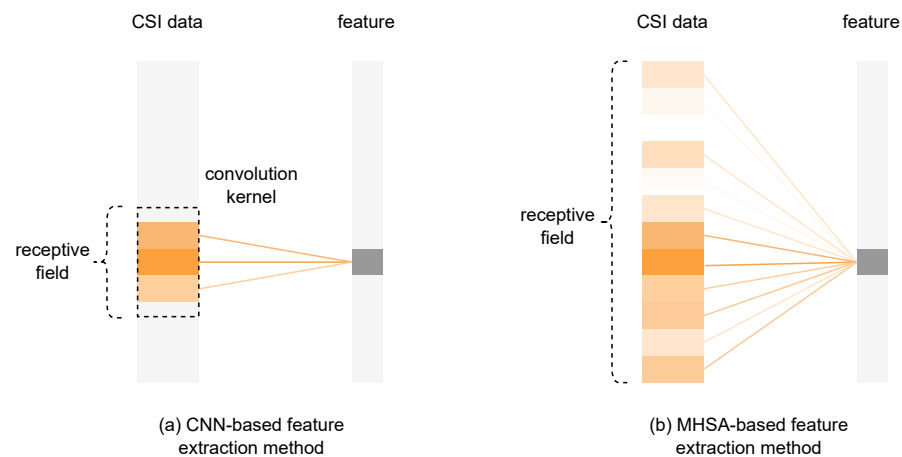 CSI data
feature
convolution
kernel
receptive
field
(a) CNN-based feature
extraction method
CSI data
feature
receptive
field
(b) MHSA-based feature
extraction method